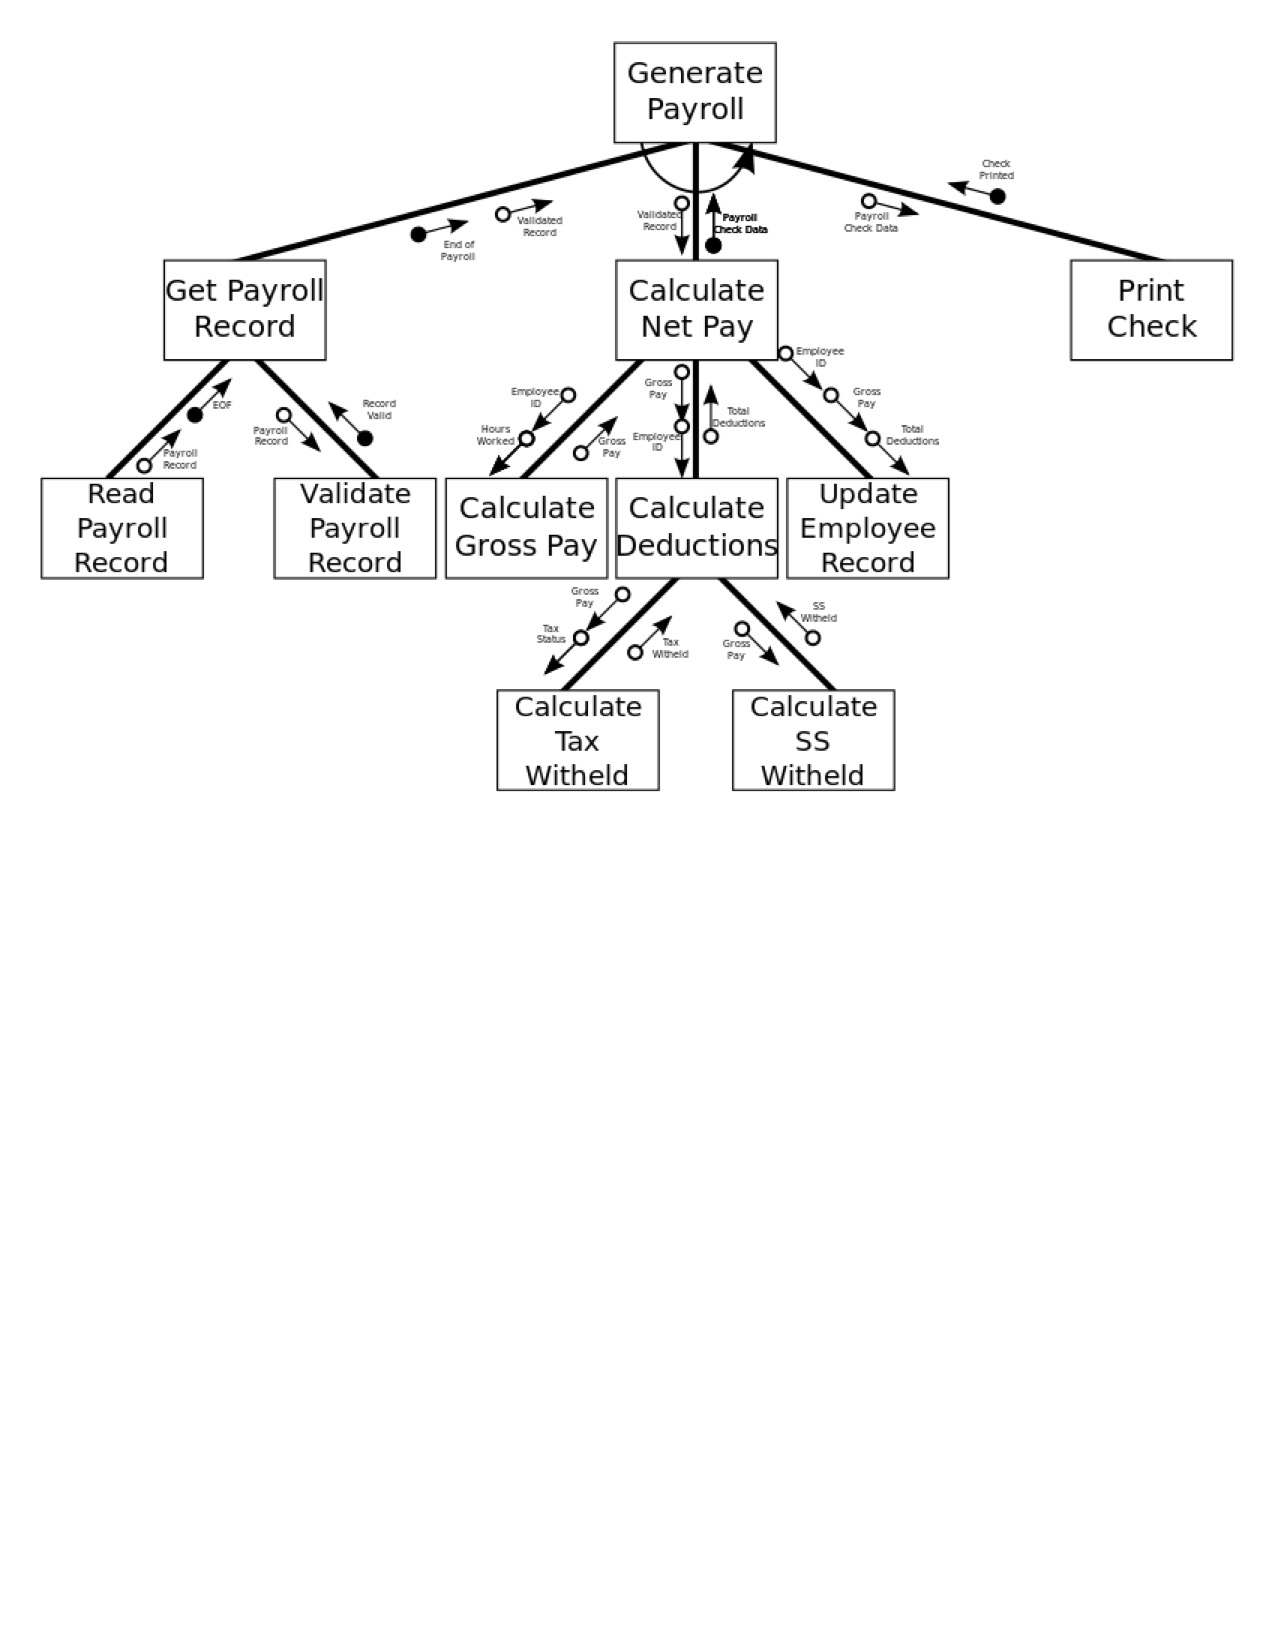 Generate
Payroll
Check
Printed
Validated
Record
End of
Payroll
Validated
Record
Payroll
Check Data
Payroll
Check Data
Get Payroll
Record
Calculate
Net Pay
Print
Check
EOF
Payroll
Record
Payroll
Record
Record
Valid
Employee
ID
Hours
Worked
Gross
Pay
Gross
Pay
Employee
ID
Total
Deductions
Employee
ID
Gross
Pay
Total
Deductions
Read
Payroll
Record
Validate
Payroll
Record
Calculate
Gross Pay
Calculate
Deductions
Update
Employee
Record
Gross
Pay
Tax
Status
Tax
Witheld
Gross
Pay
SS
Witheld
Calculate
Tax
Witheld
Calculate
SS
Witheld